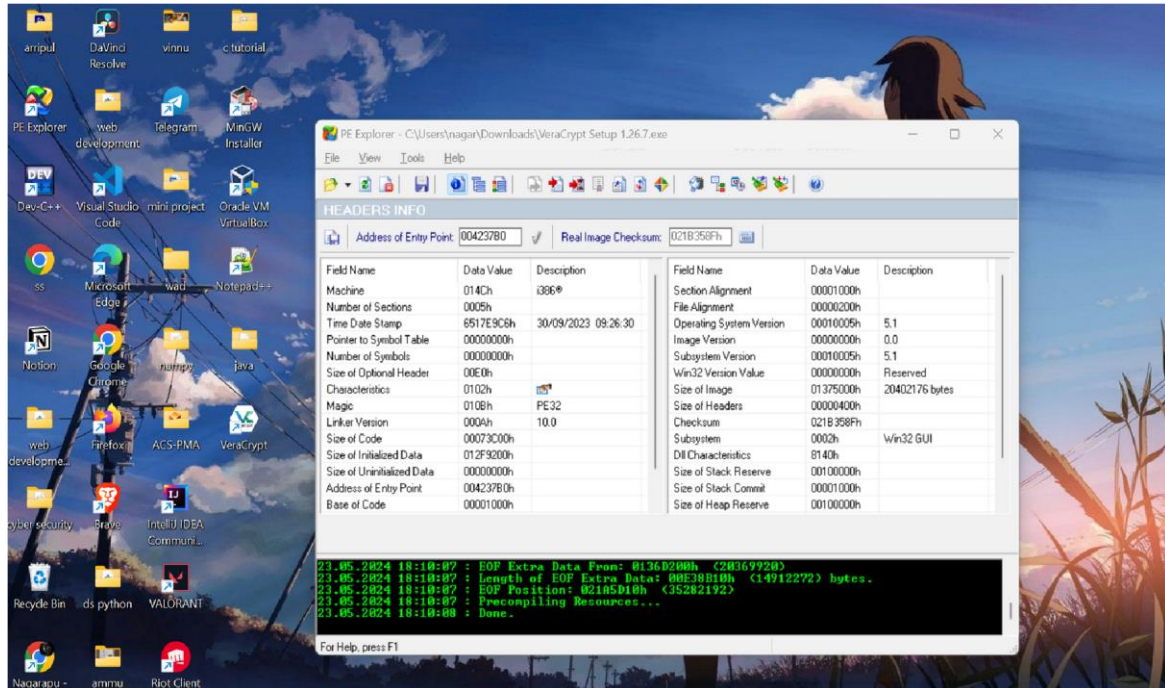 arripul DaVinci Resolve vinnu c tutorial
PE Explorer web development Telegram MinGW Installer
Dev-C++ Visual Studio Code mini project Oracle VM VirtualBox
ss Microsoft Edge wad Notepad++
Notion Google Chrome numpy java
web developme... Firefox ACS-PMA VeraCrypt
cyber security Brave IntelliJ IDEA Communi...
Recycle Bin ds python VALORANT
Nagarapu - ammu Riot Client
PE Explorer - C:\Users\nagar\Downloads\VeraCrypt Setup 1.26.7.exe
File View Tools Help
HEADERS INFO
Address of Entry Point: 004237B0 Real Image Checksum: 021B358Fh
Field Name Data Value Description
Machine 014Ch i386®
Number of Sections 0005h
Time Date Stamp 6517E9C6h 30/09/2023 09:26:30
Pointer to Symbol Table 00000000h
Number of Symbols 00000000h
Size of Optional Header 00E0h
Characteristics 0102h
Magic 010Bh PE32
Linker Version 000Ah 10.0
Size of Code 00073C00h
Size of Initialized Data 012F9200h
Size of Uninitialized Data 00000000h
Address of Entry Point 004237B0h
Base of Code 00001000h
Field Name Data Value Description
Section Alignment 00001000h
File Alignment 00000200h
Operating System Version 00010005h 5.1
Image Version 00000000h 0.0
Subsystem Version 00010005h 5.1
Win32 Version Value 00000000h Reserved
Size of Image 01375000h 20402176 bytes
Size of Headers 00000400h
Checksum 021B358Fh
Subsystem 0002h Win32 GUI
Dll Characteristics 8140h
Size of Stack Reserve 00100000h
Size of Stack Commit 00001000h
Size of Heap Reserve 00100000h
23.05.2024 18:10:07 : EOF Extra Data From: 0136D200h (20369920)
23.05.2024 18:10:07 : Length of EOF Extra Data: 00E38B10h (14912272) bytes.
23.05.2024 18:10:07 : EOF Position: 021A5D10h (35282192)
23.05.2024 18:10:07 : Precompiling Resources...
23.05.2024 18:10:08 : Done.
For Help, press F1